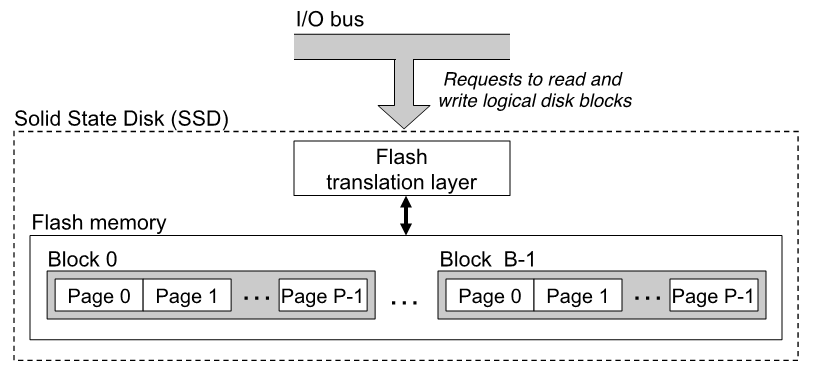 I/O bus
Requests to read and
write logical disk blocks
Solid State Disk (SSD)
Flash
translation layer
Flash memory
Block 0
Block B-1
Page 0 Page 1 ... Page P-1 ... Page 0 Page 1 ... Page P-1